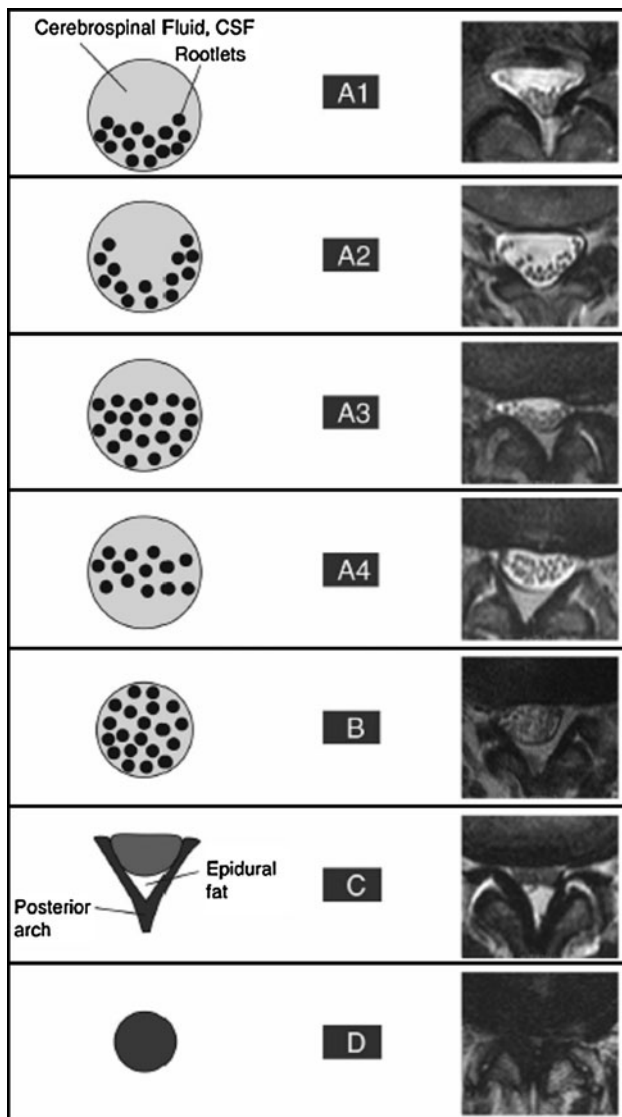 Cerebrospinal Fluid, CSF
Rootlets
A1
A2
A3
A4
B
Epidural
fat
C
Posterior
arch
D